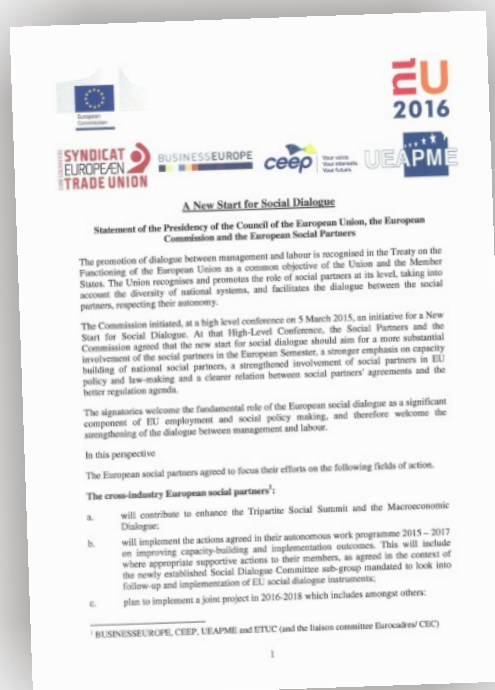 European
Commission
EU
2016
SYNDICAT
EUROPÆEN
TRADE UNION
BUSINESSEUROPE
ceep
Your voice.
Your interests.
Your future.
UEAPME
A New Start for Social Dialogue
Statement of the Presidency of the Council of the European Union, the European
Commission and the European Social Partners
The promotion of dialogue between management and labour is recognised in the Treaty on the
Functioning of the European Union as a common objective of the Union and the Member
States. The Union recognises and promotes the role of social partners at its level, taking into
account the diversity of national systems, and facilitates the dialogue between the social
partners, respecting their autonomy.
The Commission initiated, at a high level conference on 5 March 2015, an initiative for a New
Start for Social Dialogue. At that High-Level Conference, the Social Partners and the
Commission agreed that the new start for social dialogue should aim for a more substantial
involvement of the social partners in the European Semester, a stronger emphasis on capacity
building of national social partners, a strengthened involvement of social partners in EU
policy and law-making and a clearer relation between social partners' agreements and the
better regulation agenda.
The signatories welcome the fundamental role of the European social dialogue as a significant
component of EU employment and social policy making, and therefore welcome the
strengthening of the dialogue between management and labour.
In this perspective
The European social partners agreed to focus their efforts on the following fields of action.
The cross-industry European social partners¹:
a. will contribute to enhance the Tripartite Social Summit and the Macroeconomic
Dialogue;
b. will implement the actions agreed in their autonomous work programme 2015 – 2017
on improving capacity-building and implementation outcomes. This will include
where appropriate supportive actions to their members, as agreed in the context of
the newly established Social Dialogue Committee sub-group mandated to look into
follow-up and implementation of EU social dialogue instruments;
c. plan to implement a joint project in 2016-2018 which includes amongst others:
¹ BUSINESSEUROPE, CEEP, UEAPME and ETUC (and the liaison committee Eurocadres/ CEC)
1